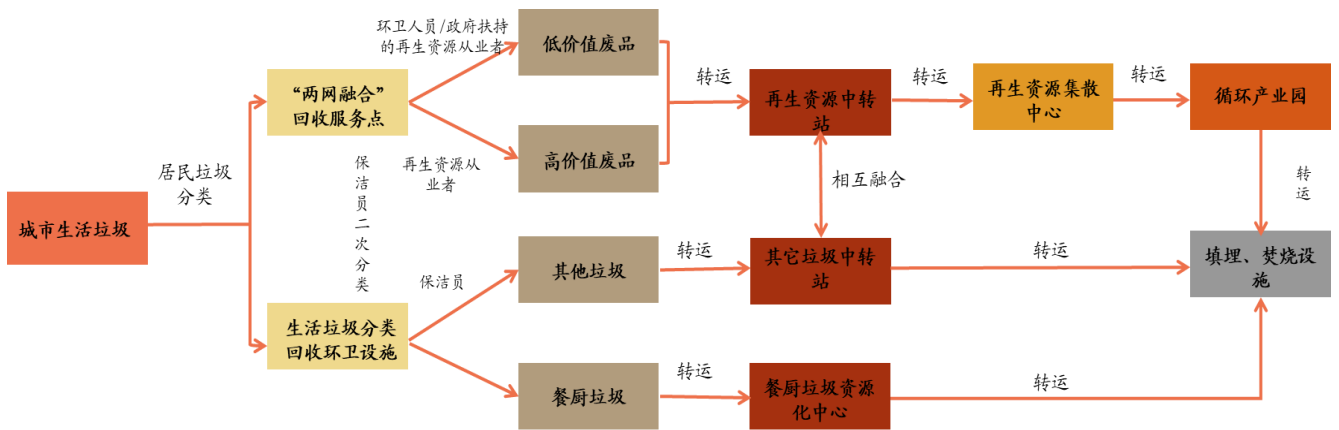 城市生活垃圾
居民垃圾
分类
“两网融合”
回收服务点
保洁员二次分类
生活垃圾分类
回收环卫设施
环卫人员/政府扶持
的再生资源从业者
再生资源从
业者
保洁员
低价值废品
高价值废品
其他垃圾
餐厨垃圾
转运
转运
转运
再生资源中转
站
相互融合
其它垃圾中转
站
餐厨垃圾资源
化中心
转运
再生资源集散
中心
转运
循环产业园
转运
转运
转运
填埋、焚烧设
施